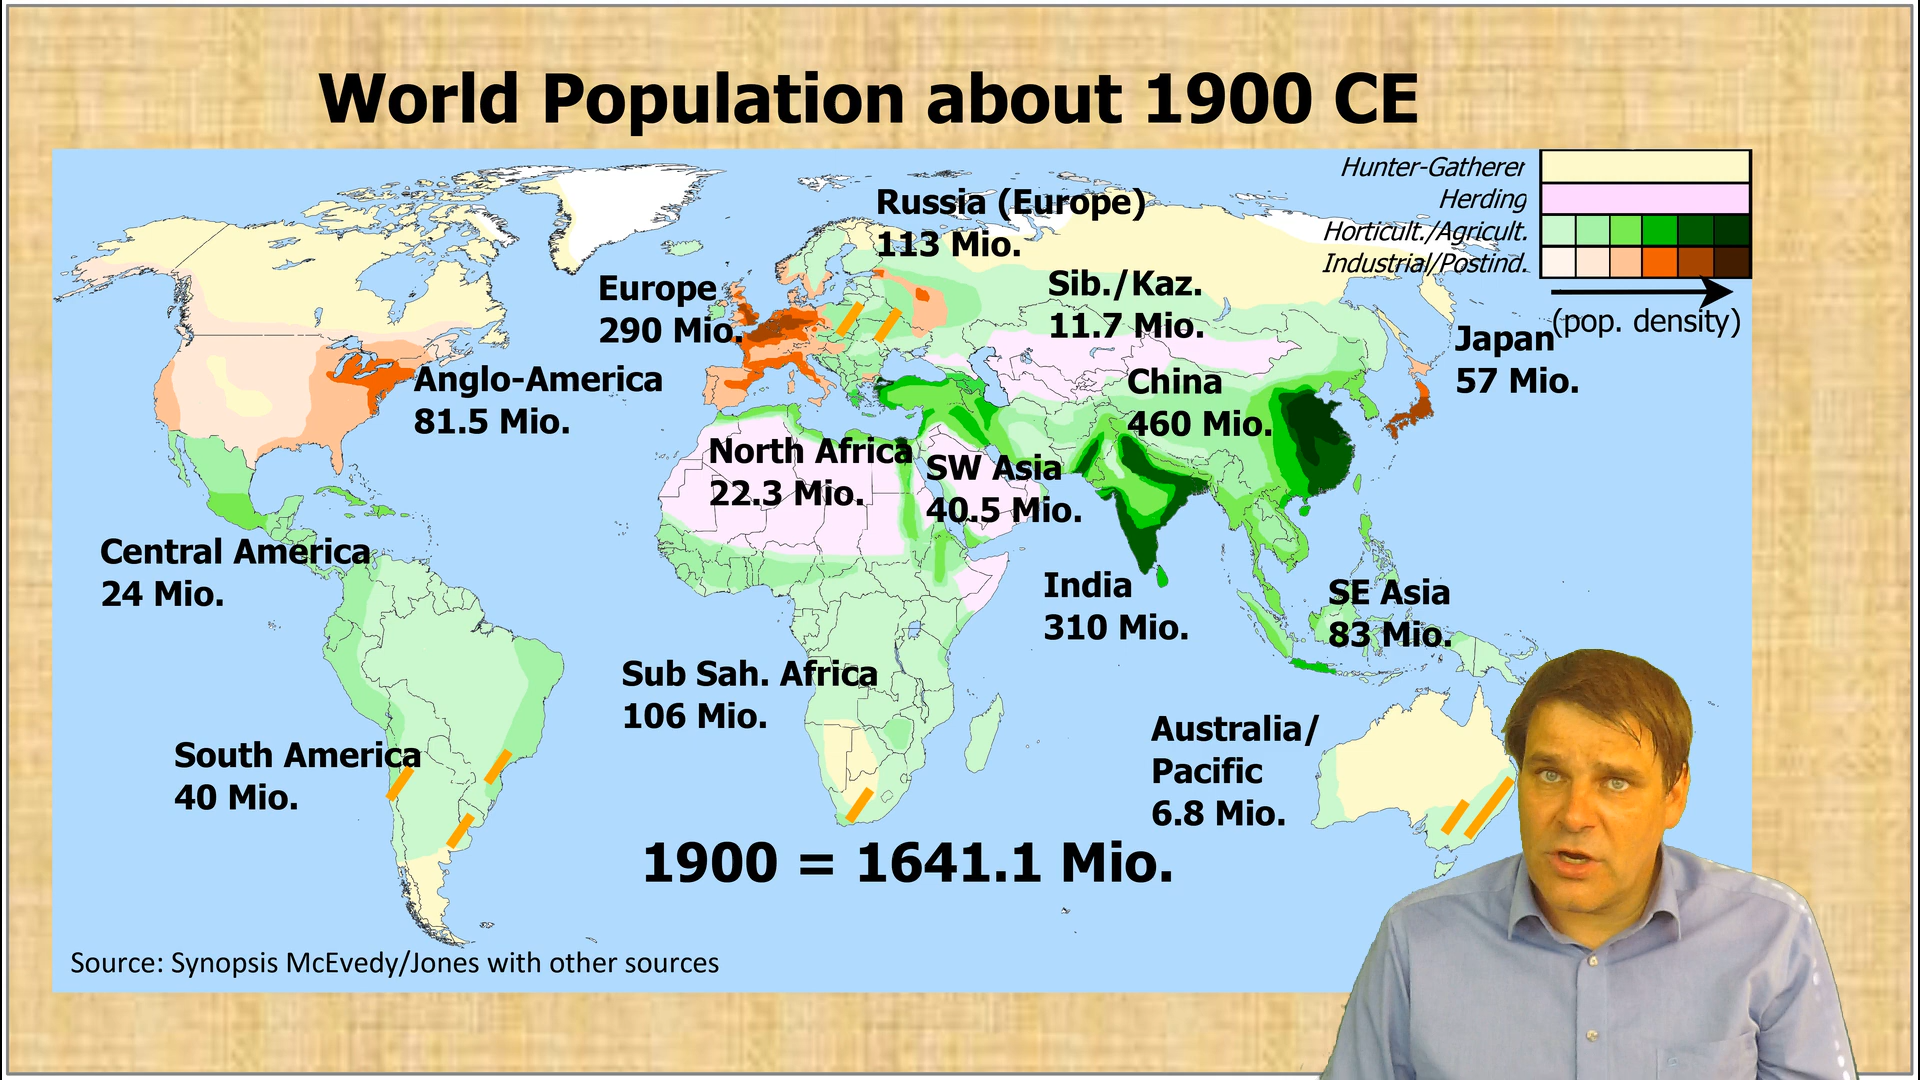 World Population about 1900 CE
Hunter-Gatherer
Herding
Horticult./Agricult.
Industrial/Postind.
(pop. density)
Russia (Europe)
113 Mio.
Europe
290 Mio.
Sib./Kaz.
11.7 Mio.
Japan
57 Mio.
Anglo-America
81.5 Mio.
China
460 Mio.
North Africa
22.3 Mio.
SW Asia
40.5 Mio.
Central America
24 Mio.
India
310 Mio.
SE Asia
83 Mio.
Sub Sah. Africa
106 Mio.
South America
40 Mio.
Australia/
Pacific
6.8 Mio.
1900 = 1641.1 Mio.
Source: Synopsis McEvedy/Jones with other sources